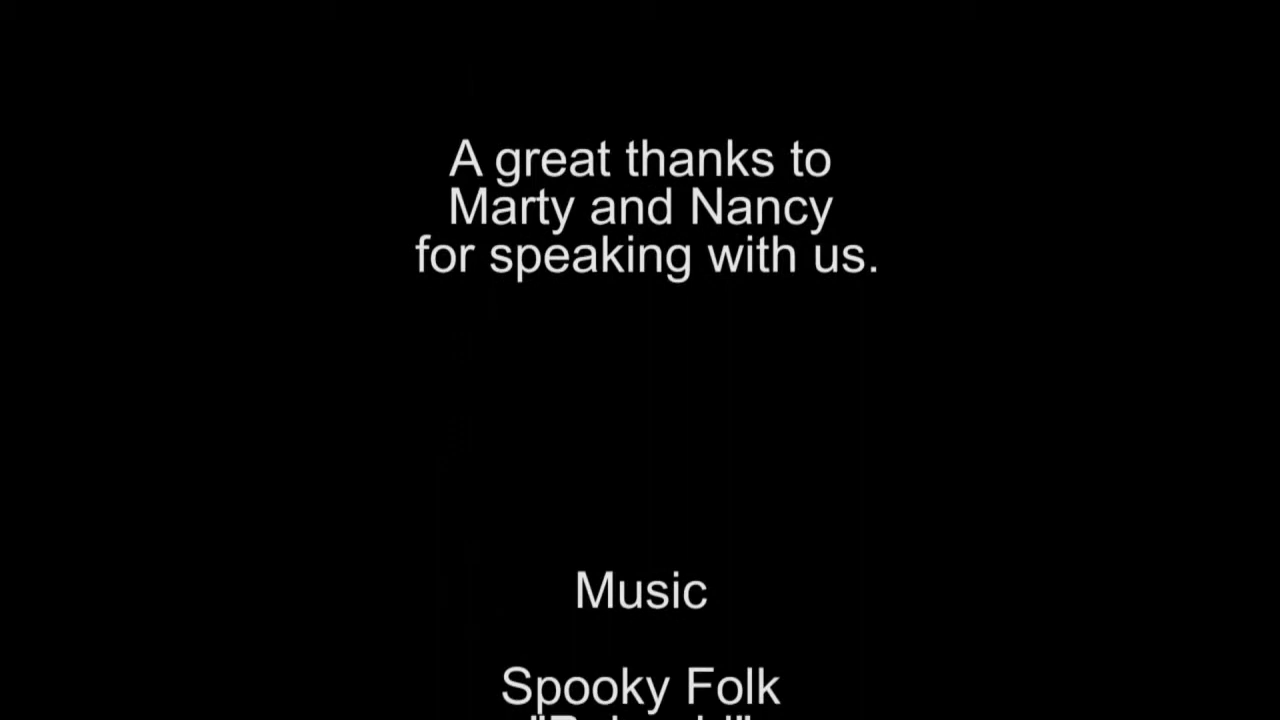 A great thanks to
Marty and Nancy
for speaking with us.
Music
Spooky Folk